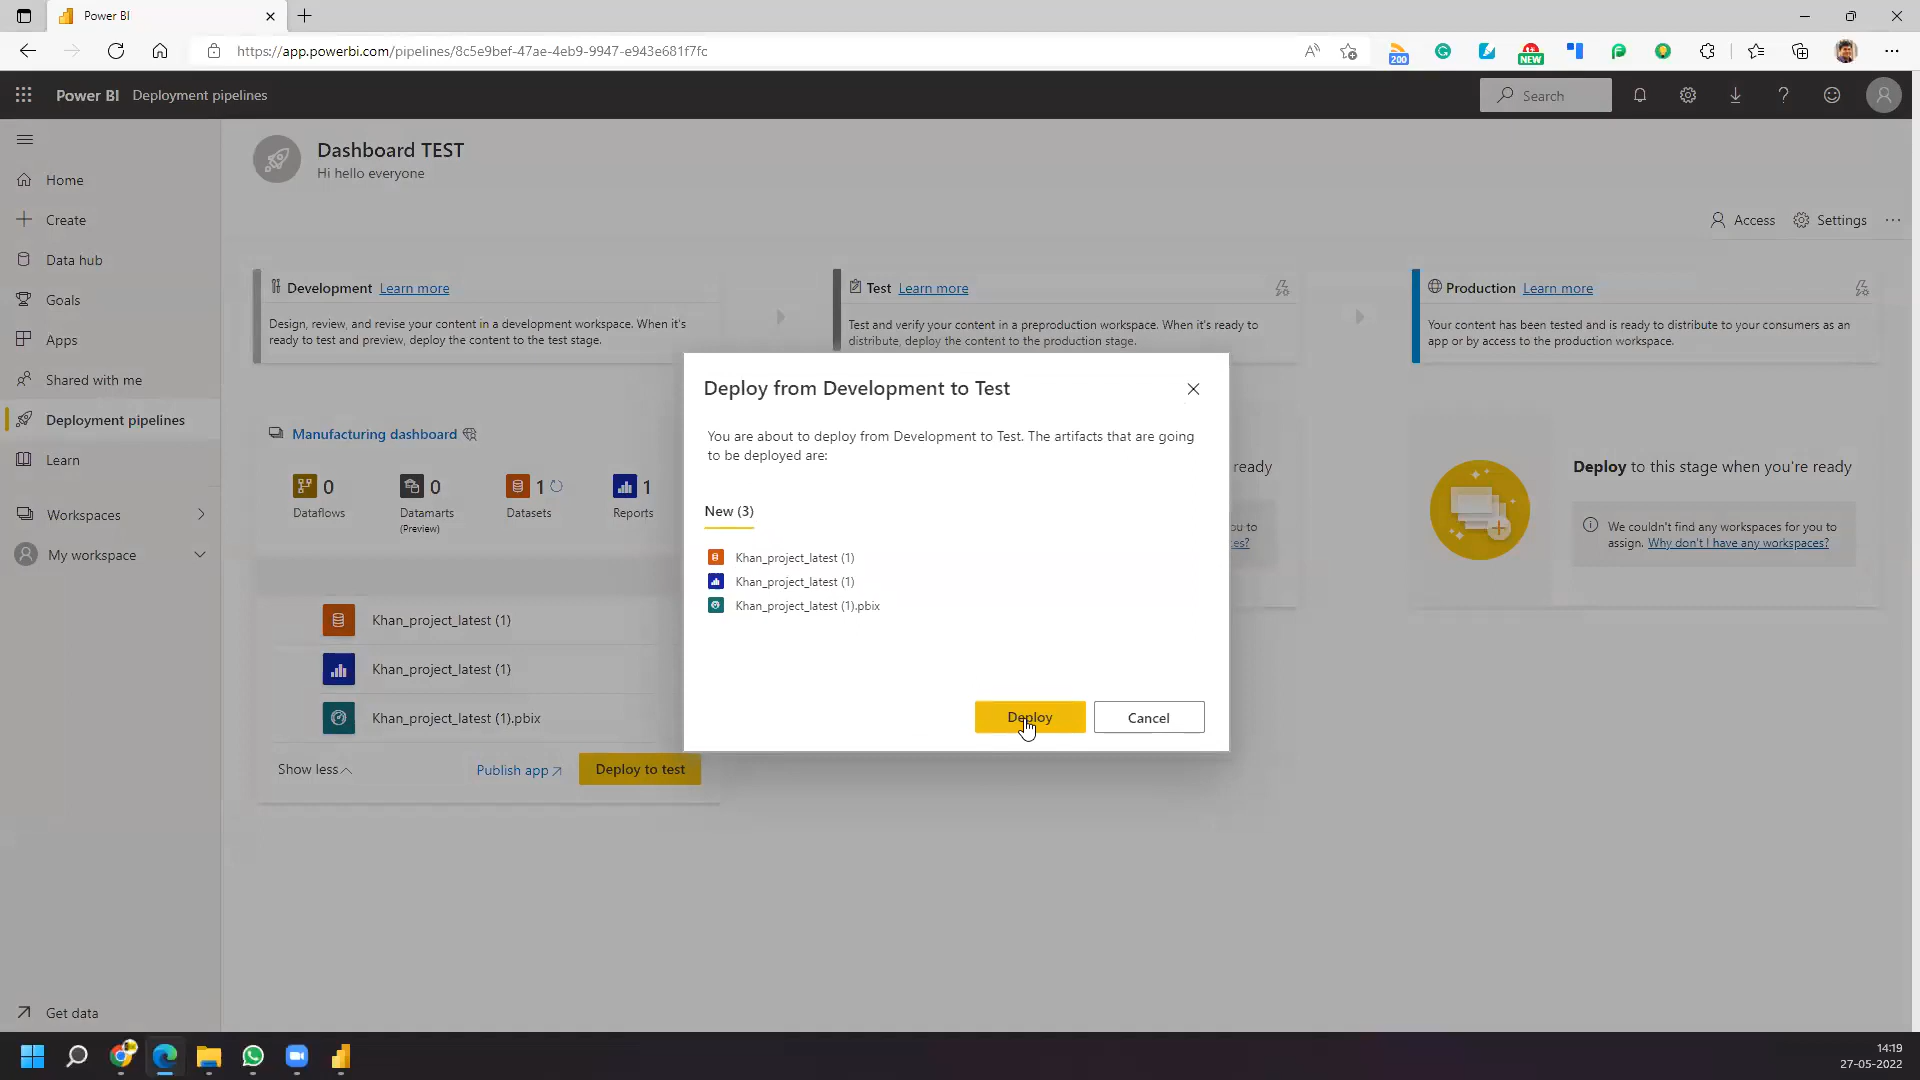 Power BI
https://app.powerbi.com/pipelines/8c5e9bef-47ae-4eb9-9947-e943e681f7fc
200
NEW
Power BI Deployment pipelines
Search
Dashboard TEST
Hi hello everyone
Home
Create
Data hub
Goals
Apps
Shared with me
Deployment pipelines
Learn
Workspaces
My workspace
Get data
Access
Settings
Development Learn more
Design, review, and revise your content in a development workspace. When it's
ready to test and preview, deploy the content to the test stage.
Test Learn more
Test and verify your content in a preproduction workspace. When it's ready to
distribute, deploy the content to the production stage.
Production Learn more
Your content has been tested and is ready to distribute to your consumers as an
app or by access to the production workspace.
Manufacturing dashboard
0
Dataflows
0
Datamarts
(Preview)
1
Datasets
1
Reports
Khan_project_latest (1)
Khan_project_latest (1)
Khan_project_latest (1).pbix
Show less
Publish app
Deploy to test
Deploy from Development to Test
You are about to deploy from Development to Test. The artifacts that are going
to be deployed are:
New (3)
Khan_project_latest (1)
Khan_project_latest (1)
Khan_project_latest (1).pbix
Deploy
Cancel
ready
ou to
es?
Deploy to this stage when you're ready
We couldn't find any workspaces for you to
assign. Why don't I have any workspaces?
14:19
27-05-2022